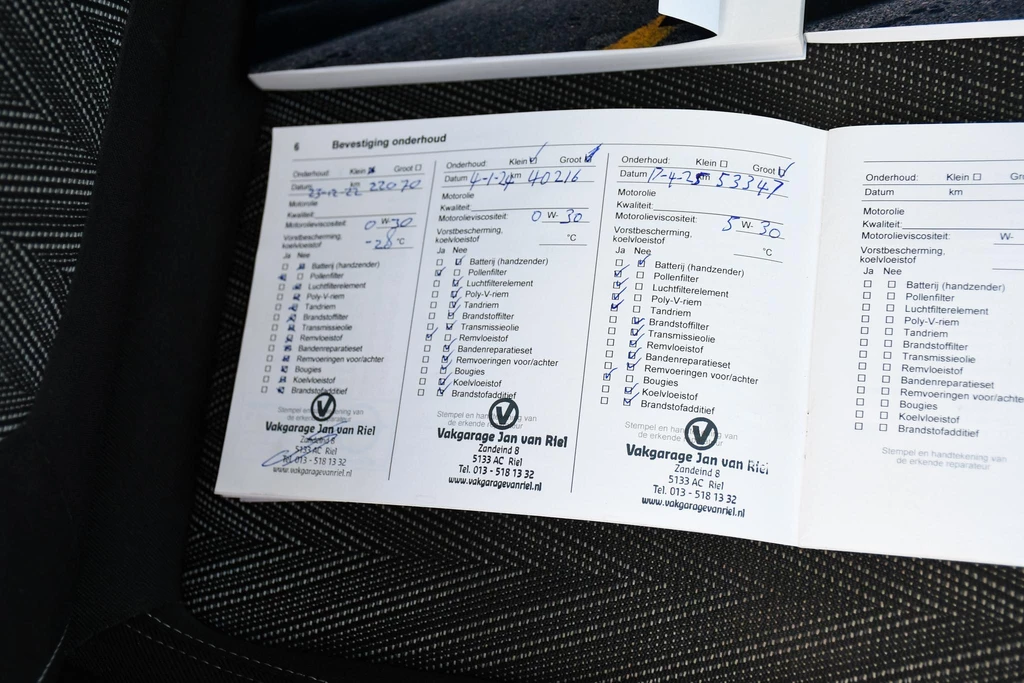 6 Bevestiging onderhoud
Onderhoud: Klein Groot
Datum 23-12-22 km 22070
Motorolie
Kwaliteit:
Motorolieviscositeit: 0 W- 30
Vorstbescherming,
koelvloeistof -28 °C
Ja Nee
Batterij (handzender)
Pollenfilter
Luchtfilterelement
Poly-V-riem
Tandriem
Brandstoffilter
Transmissieolie
Remvloeistof
Bandenreparatieset
Remvoeringen voor/achter
Bougies
Koelvloeistof
Brandstofadditief
Stempel en handtekening van
Vakgarage Jan van Riel
Zandeind 8
5133 AC Riel
Tel. 013 - 518 13 32
www.vakgaragevanriel.nl
Onderhoud: Klein Groot
Datum 4-1-24 km 40216
Motorolie
Kwaliteit:
Motorolieviscositeit: 0 W- 30
Vorstbescherming,
koelvloeistof °C
Ja Nee
Batterij (handzender)
Pollenfilter
Luchtfilterelement
Poly-V-riem
Tandriem
Brandstoffilter
Transmissieolie
Remvloeistof
Bandenreparatieset
Remvoeringen voor/achter
Bougies
Koelvloeistof
Brandstofadditief
Stempel en handtekening van
de erkende reparateur
Vakgarage Jan van Riel
Zandeind 8
5133 AC Riel
Tel. 013 - 518 13 32
www.vakgaragevanriel.nl
Onderhoud: Klein Groot
Datum 17-4-25 km 53347
Motorolie
Kwaliteit:
Motorolieviscositeit: 5 W- 30
Vorstbescherming,
koelvloeistof °C
Ja Nee
Batterij (handzender)
Pollenfilter
Luchtfilterelement
Poly-V-riem
Tandriem
Brandstoffilter
Transmissieolie
Remvloeistof
Bandenreparatieset
Remvoeringen voor/achter
Bougies
Koelvloeistof
Brandstofadditief
Stempel en handtekening van
de erkende reparateur
Vakgarage Jan van Riel
Zandeind 8
5133 AC Riel
Tel. 013 - 518 13 32
www.vakgaragevanriel.nl
Onderhoud: Klein Groot
Datum km
Motorolie
Kwaliteit:
Motorolieviscositeit: W-
Vorstbescherming,
koelvloeistof
Ja Nee
Batterij (handzender)
Pollenfilter
Luchtfilterelement
Poly-V-riem
Tandriem
Brandstoffilter
Transmissieolie
Remvloeistof
Bandenreparatieset
Remvoeringen voor/achte
Bougies
Koelvloeistof
Brandstofadditief
Stempel en handtekening van
de erkende reparateur